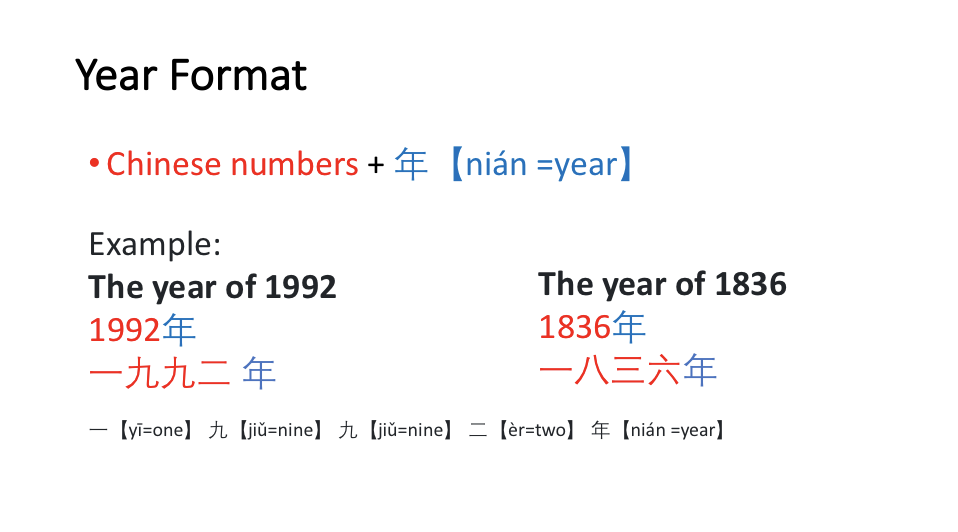 Year Format
• Chinese numbers + 年【nián =year】
Example:
The year of 1992
1992年
一九九二 年
The year of 1836
1836年
一八三六年
一【yī=one】 九【jiǔ=nine】 九【jiǔ=nine】 二【èr=two】 年【nián =year】